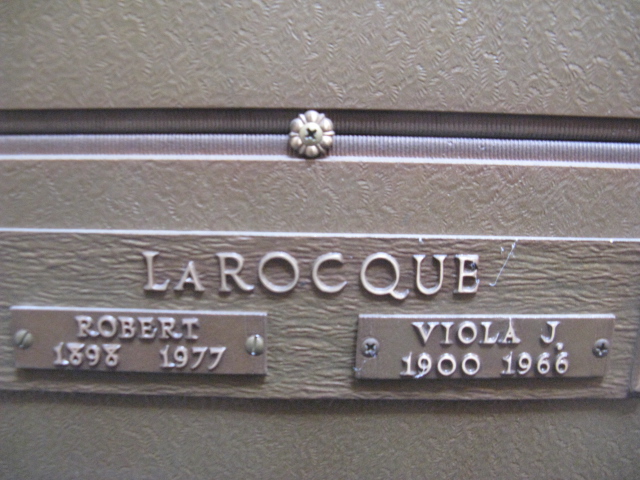 LaROCQUE
ROBERT
1898 1977
VIOLA J.
1900 1966